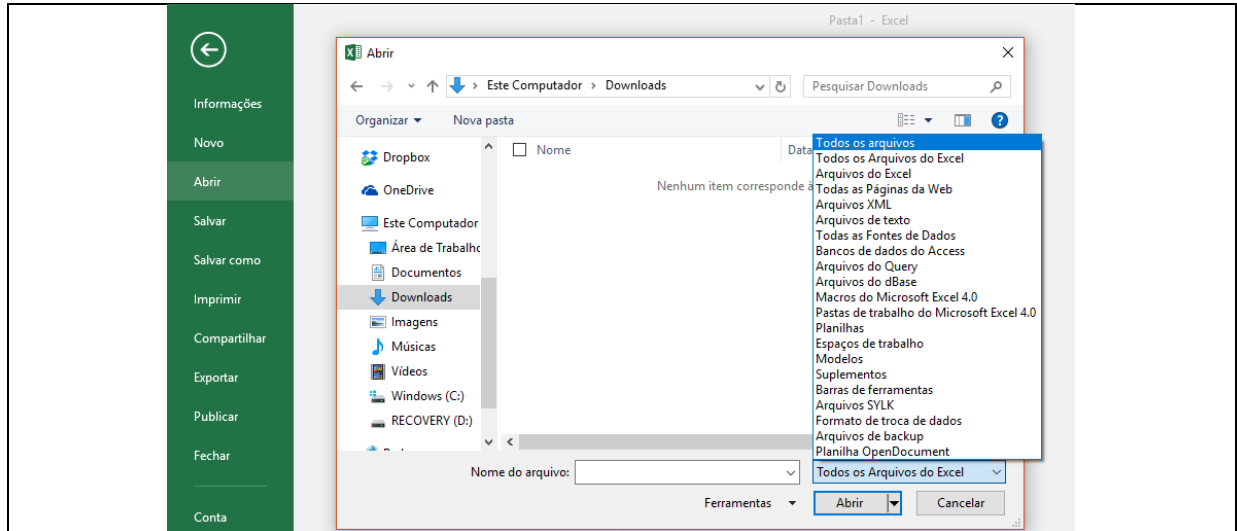 Pasta1 - Excel
Abrir
Este Computador > Downloads
Pesquisar Downloads
Organizar
Nova pasta
Informações
Novo
Abrir
Salvar
Salvar como
Imprimir
Compartilhar
Exportar
Publicar
Fechar
Conta
Dropbox
OneDrive
Este Computador
Área de Trabalho
Documentos
Downloads
Imagens
Músicas
Vídeos
Windows (C:)
RECOVERY (D:)
Nome
Data
Nenhum item corresponde à
Todos os arquivos
Todos os Arquivos do Excel
Arquivos do Excel
Todas as Páginas da Web
Arquivos XML
Arquivos de texto
Todas as Fontes de Dados
Bancos de dados do Access
Arquivos do Query
Arquivos do dBase
Macros do Microsoft Excel 4.0
Pastas de trabalho do Microsoft Excel 4.0
Planilhas
Espaços de trabalho
Modelos
Suplementos
Barras de ferramentas
Arquivos SYLK
Formato de troca de dados
Arquivos de backup
Planilha OpenDocument
Nome do arquivo:
Todos os Arquivos do Excel
Ferramentas
Abrir
Cancelar